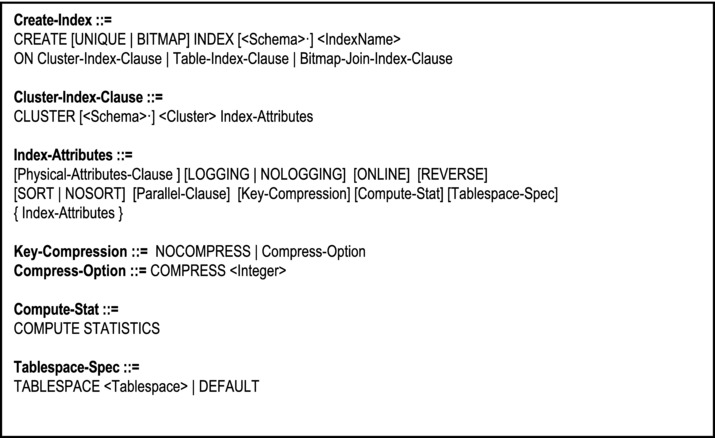 Create-Index ::=
CREATE [UNIQUE | BITMAP] INDEX [<Schema>·] <IndexName>
ON Cluster-Index-Clause | Table-Index-Clause | Bitmap-Join-Index-Clause
Cluster-Index-Clause ::=
CLUSTER [<Schema>·] <Cluster> Index-Attributes
Index-Attributes ::=
[Physical-Attributes-Clause ] [LOGGING | NOLOGGING] [ONLINE] [REVERSE]
[SORT | NOSORT] [Parallel-Clause] [Key-Compression] [Compute-Stat] [Tablespace-Spec]
{ Index-Attributes }
Key-Compression ::= NOCOMPRESS | Compress-Option
Compress-Option ::= COMPRESS <Integer>
Compute-Stat ::=
COMPUTE STATISTICS
Tablespace-Spec ::=
TABLESPACE <Tablespace> | DEFAULT